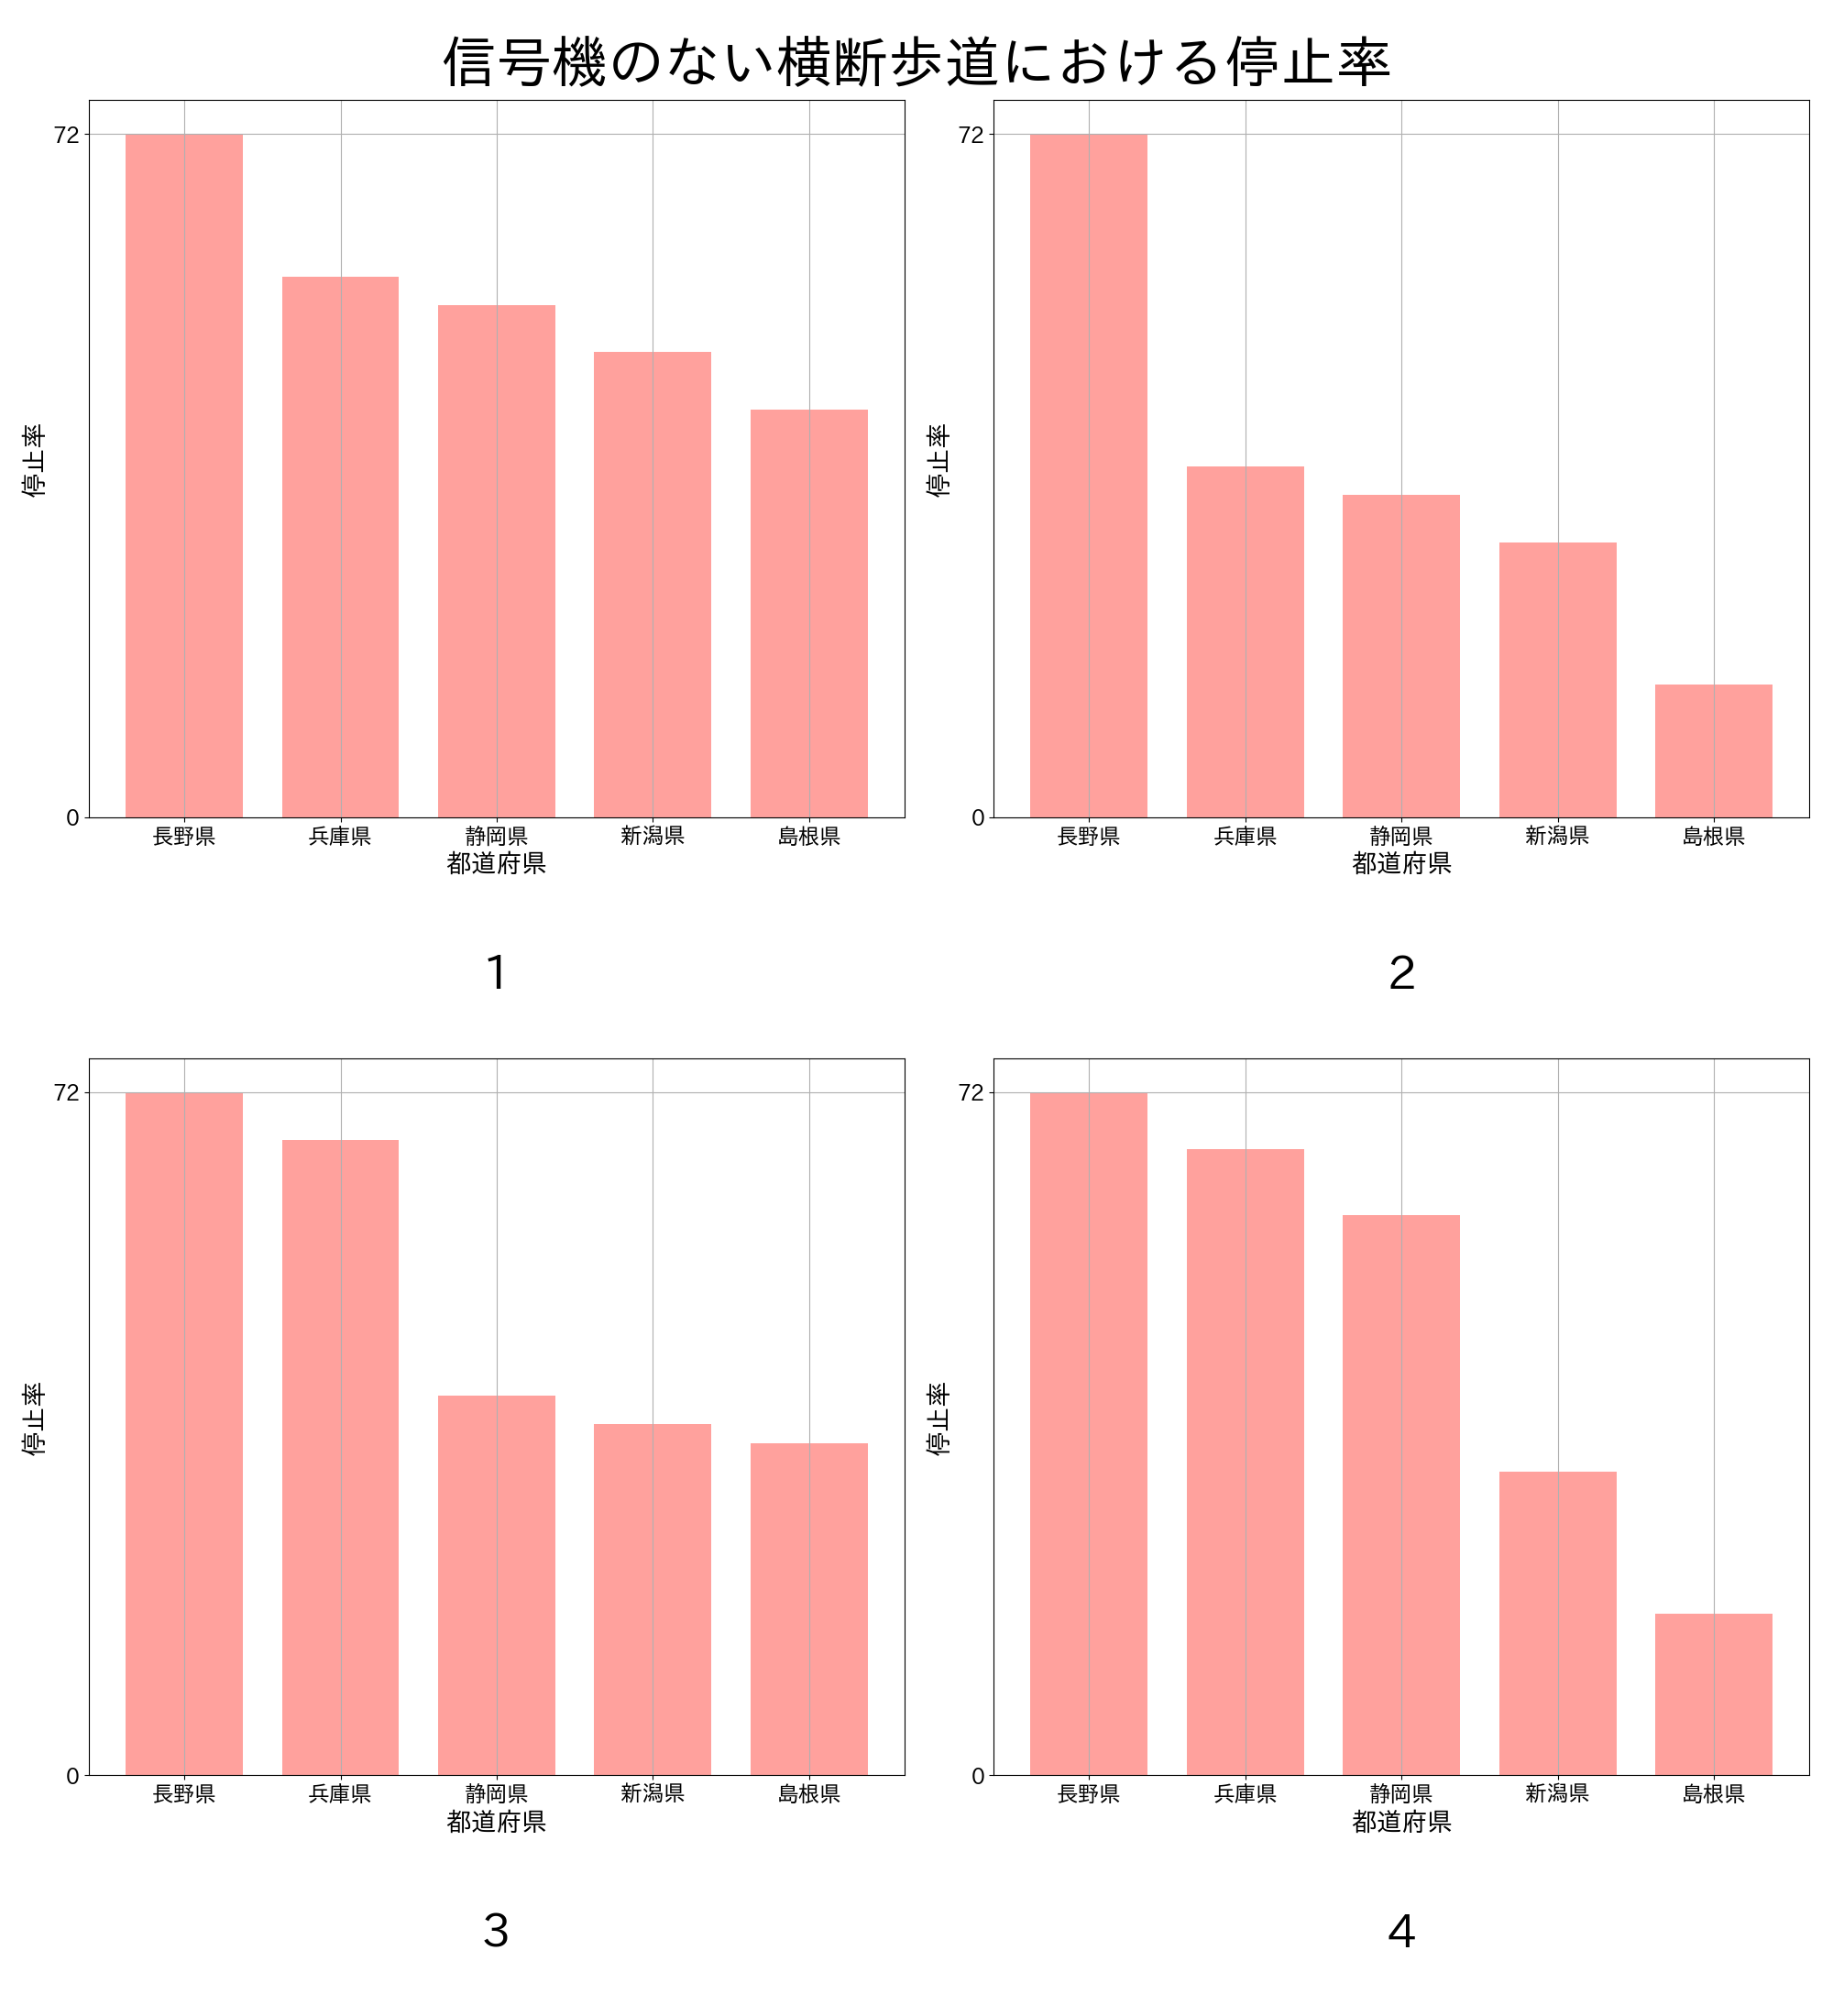 信号機のない横断歩道における停止率
72
0
停止率
長野県 兵庫県 静岡県 新潟県 島根県
都道府県
1
72
0
停止率
長野県 兵庫県 静岡県 新潟県 島根県
都道府県
2
72
0
停止率
長野県 兵庫県 静岡県 新潟県 島根県
都道府県
3
72
0
停止率
長野県 兵庫県 静岡県 新潟県 島根県
都道府県
4